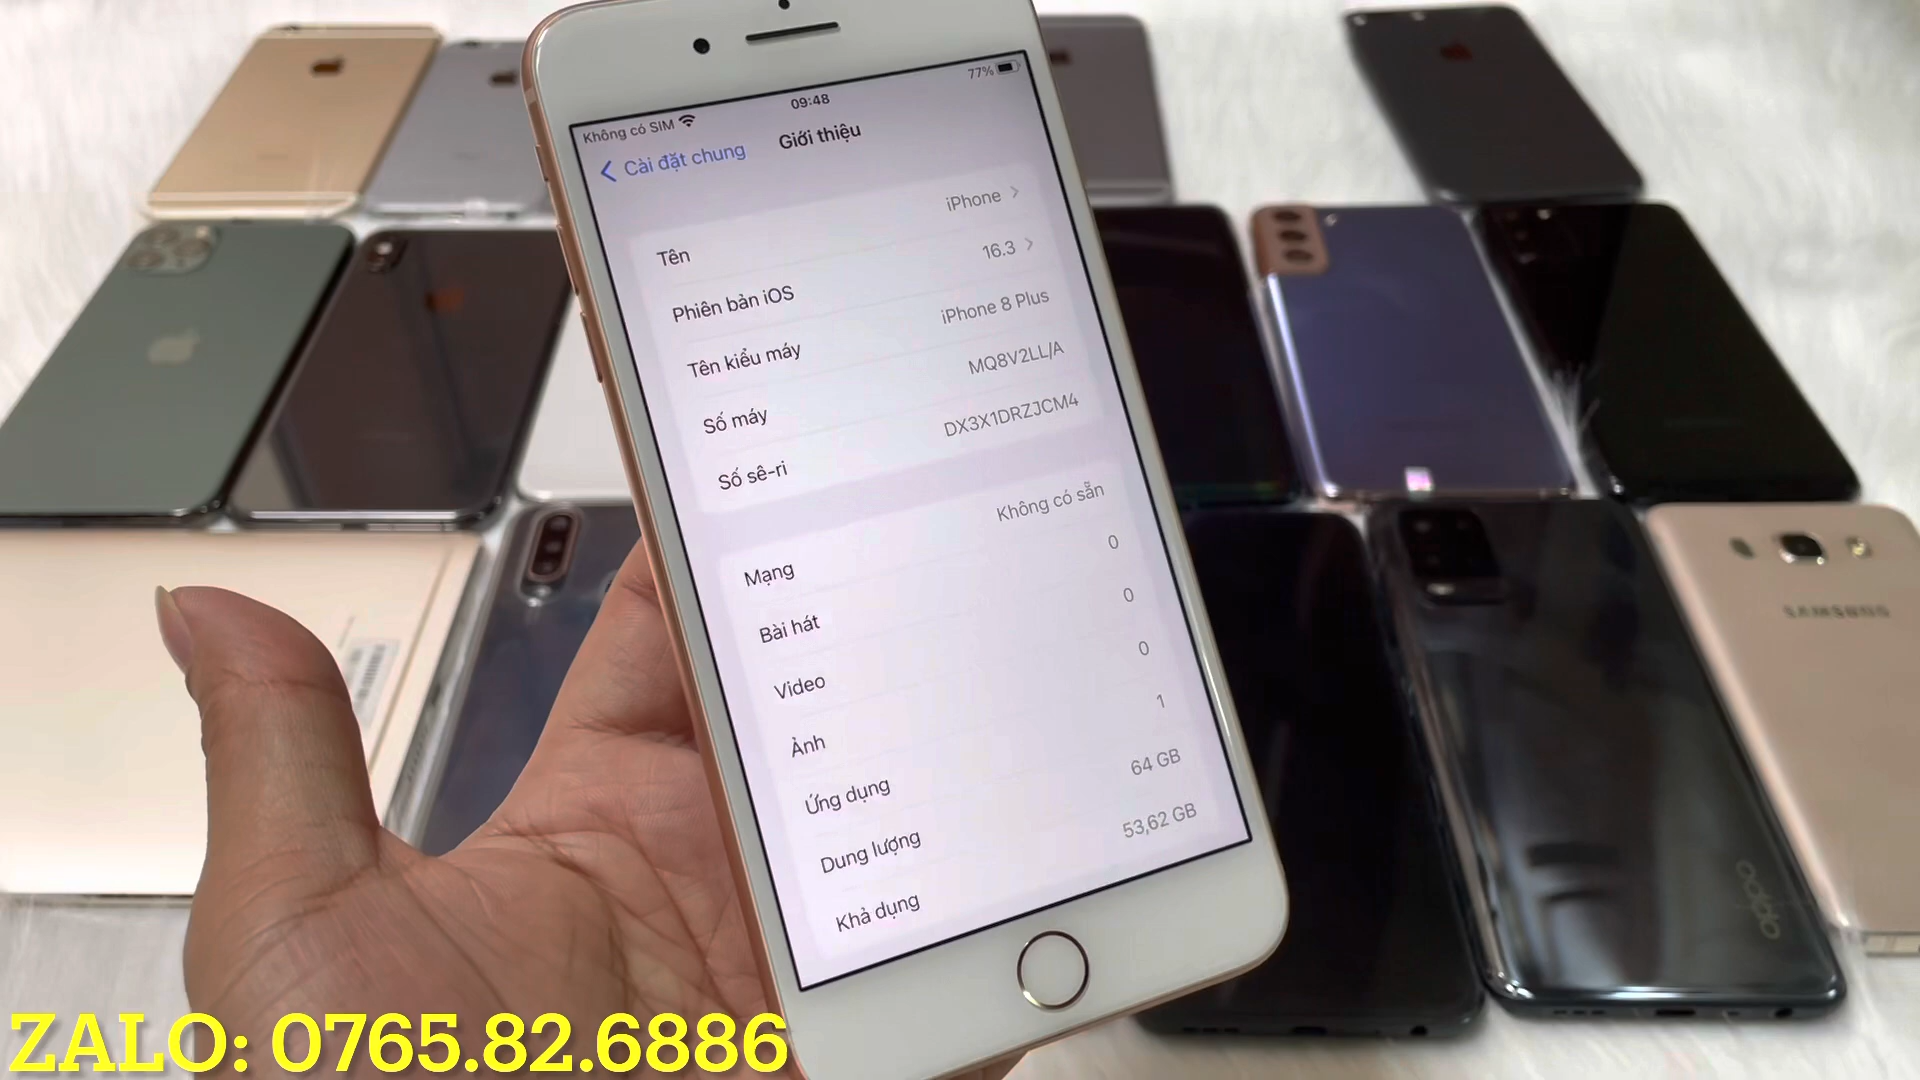 77%
09:48
Không có SIM
Cài đặt chung
Giới thiệu
Tên
iPhone
Phiên bản iOS
16.3
Tên kiểu máy
iPhone 8 Plus
Số máy
MQ8V2LL/A
Số sê-ri
DX3X1DRZJCM4
Mạng
Không có sẵn
Bài hát
0
Video
0
Ảnh
0
Ứng dụng
1
Dung lượng
64 GB
Khả dụng
53,62 GB
SAMSUNG
oppo
ZALO: 0765.82.6886